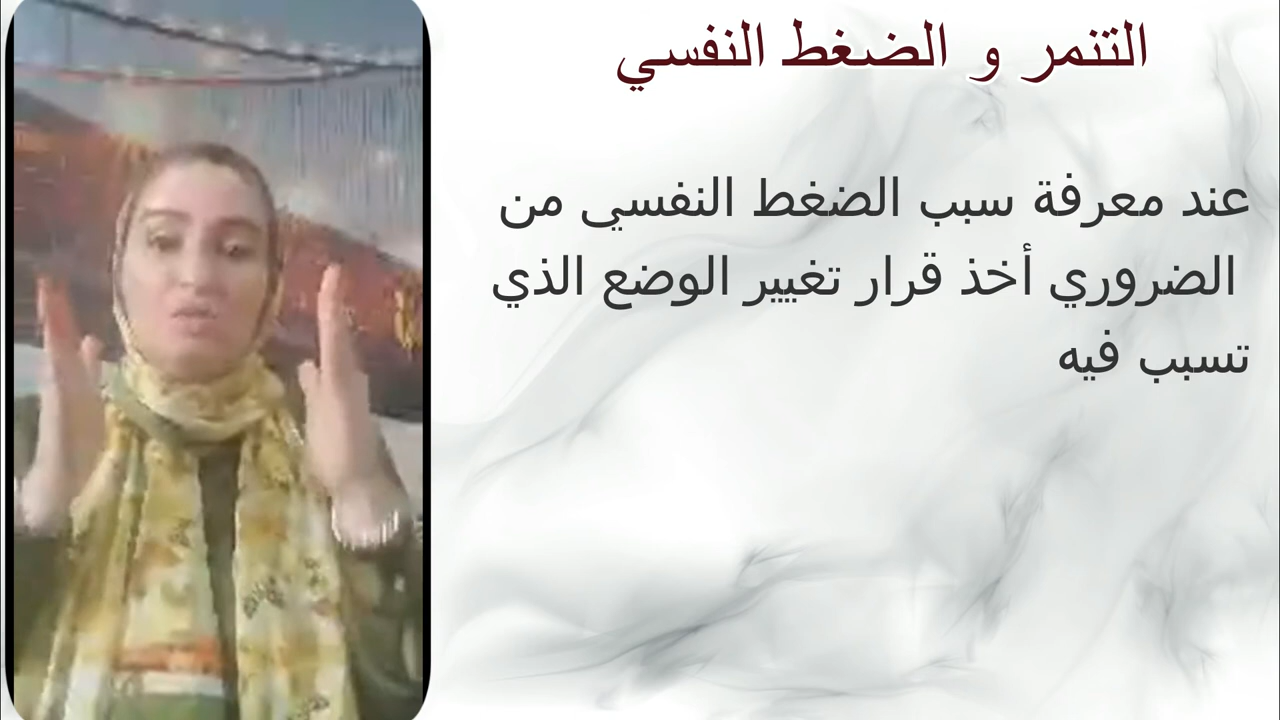 التنمر و الضغط النفسي
عند معرفة سبب الضغط النفسي من
الضروري أخذ قرار تغيير الوضع الذي
تسبب فيه